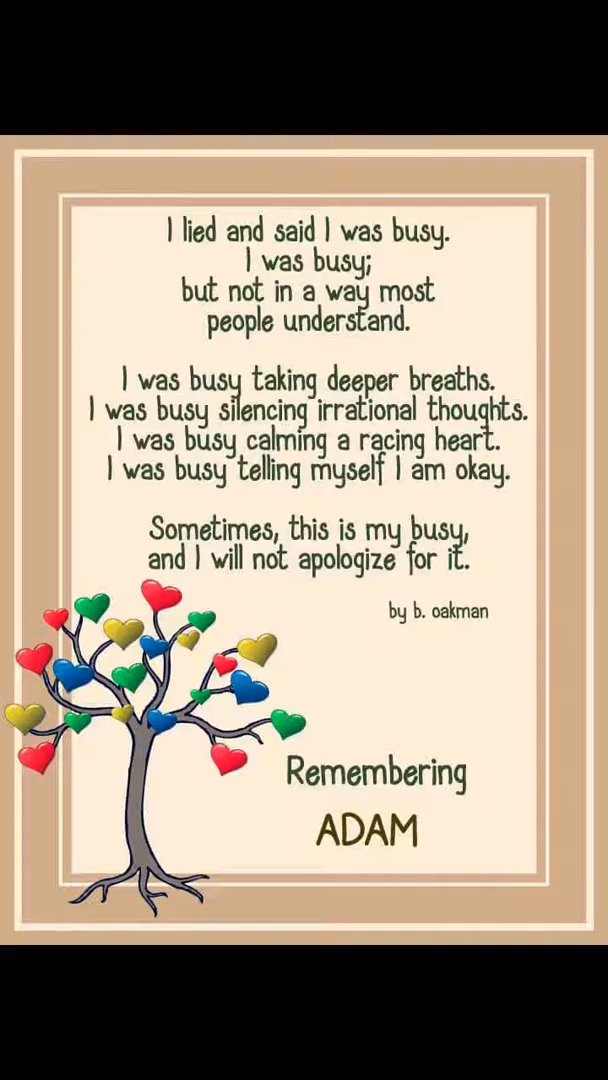 I lied and said I was busy.
I was busy;
but not in a way most
people understand.
I was busy taking deeper breaths.
I was busy silencing irrational thoughts.
I was busy calming a racing heart.
I was busy telling myself I am okay.
Sometimes, this is my busy,
and I will not apologize for it.
by b. oakman
Remembering
ADAM